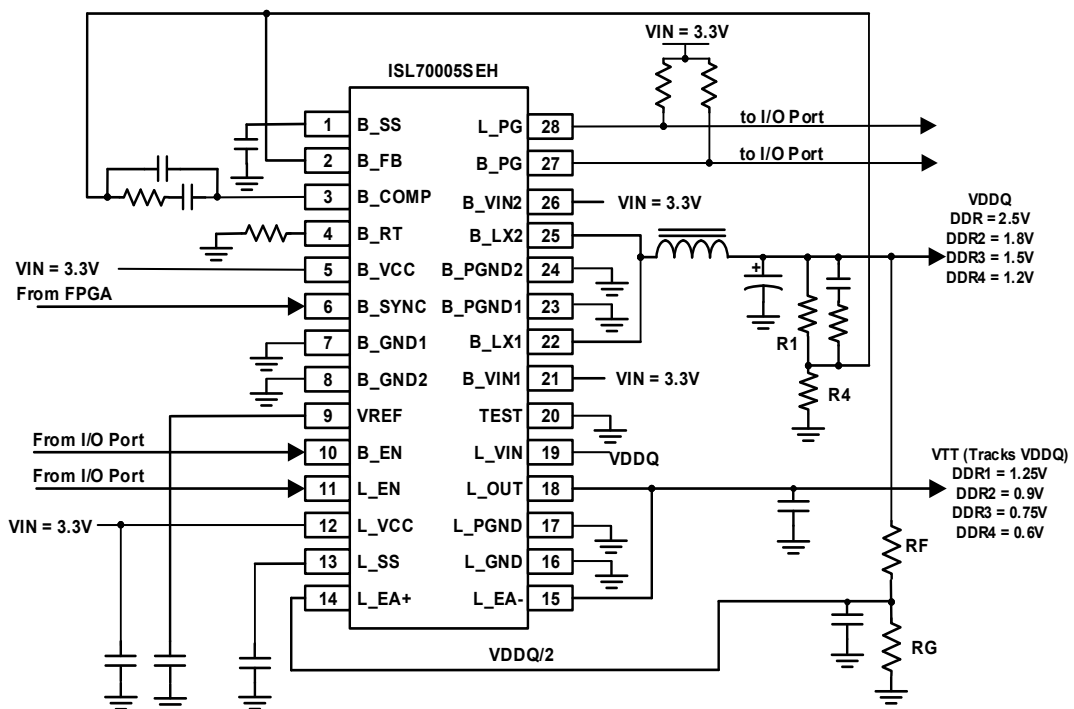 VIN = 3.3V
ISL70005SEH
1 B_SS
2 B_FB
3 B_COMP
4 B_RT
5 B_VCC
6 B_SYNC
7 B_GND1
8 B_GND2
9 VREF
10 B_EN
11 L_EN
12 L_VCC
13 L_SS
14 L_EA+
L_PG 28
B_PG 27
B_VIN2 26
B_LX2 25
B_PGND2 24
B_PGND1 23
B_LX1 22
B_VIN1 21
TEST 20
L_VIN 19
L_OUT 18
L_PGND 17
L_GND 16
L_EA- 15
VIN = 3.3V
From FPGA
From I/O Port
From I/O Port
VIN = 3.3V
to I/O Port
to I/O Port
VIN = 3.3V
+
R1
R4
VIN = 3.3V
VDDQ
VDDQ
DDR = 2.5V
DDR2 = 1.8V
DDR3 = 1.5V
DDR4 = 1.2V
VTT (Tracks VDDQ)
DDR1 = 1.25V
DDR2 = 0.9V
DDR3 = 0.75V
DDR4 = 0.6V
RF
RG
VDDQ/2